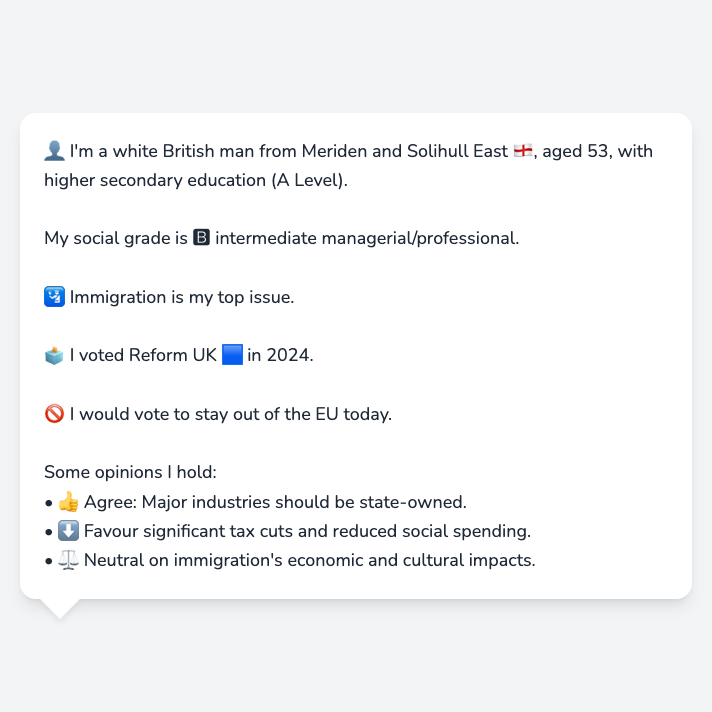 👤 I'm a white British man from Meriden and Solihull East 🏴󠁧󠁢󠁥󠁮󠁧󠁿, aged 53, with
higher secondary education (A Level).
My social grade is 🅱 intermediate managerial/professional.
🛂 Immigration is my top issue.
🗳️ I voted Reform UK 🟦 in 2024.
🚫 I would vote to stay out of the EU today.
Some opinions I hold:
• 👍 Agree: Major industries should be state-owned.
• ⬇️ Favour significant tax cuts and reduced social spending.
• ⚖️ Neutral on immigration's economic and cultural impacts.